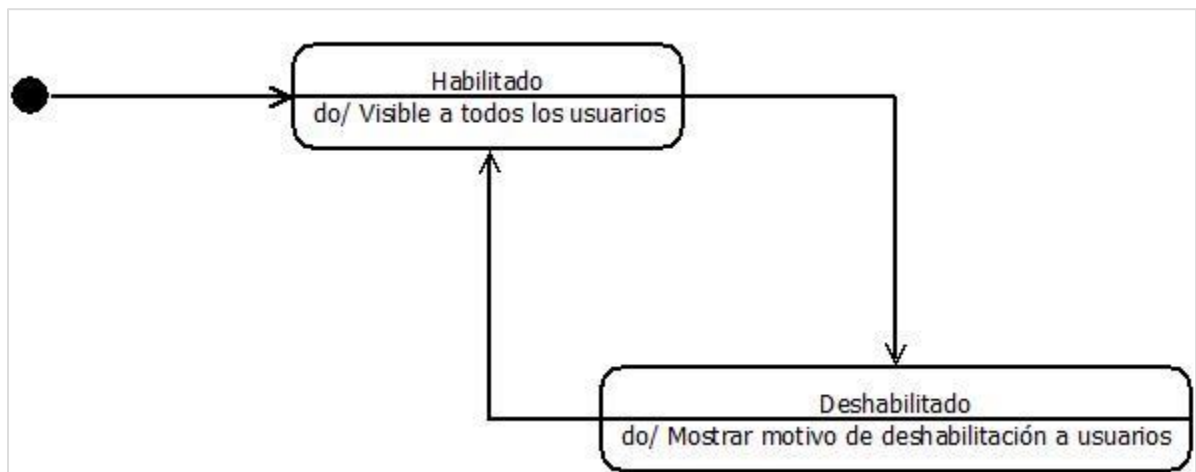 Habilitado
do/ Visible a todos los usuarios
Deshabilitado
do/ Mostrar motivo de deshabilitación a usuarios